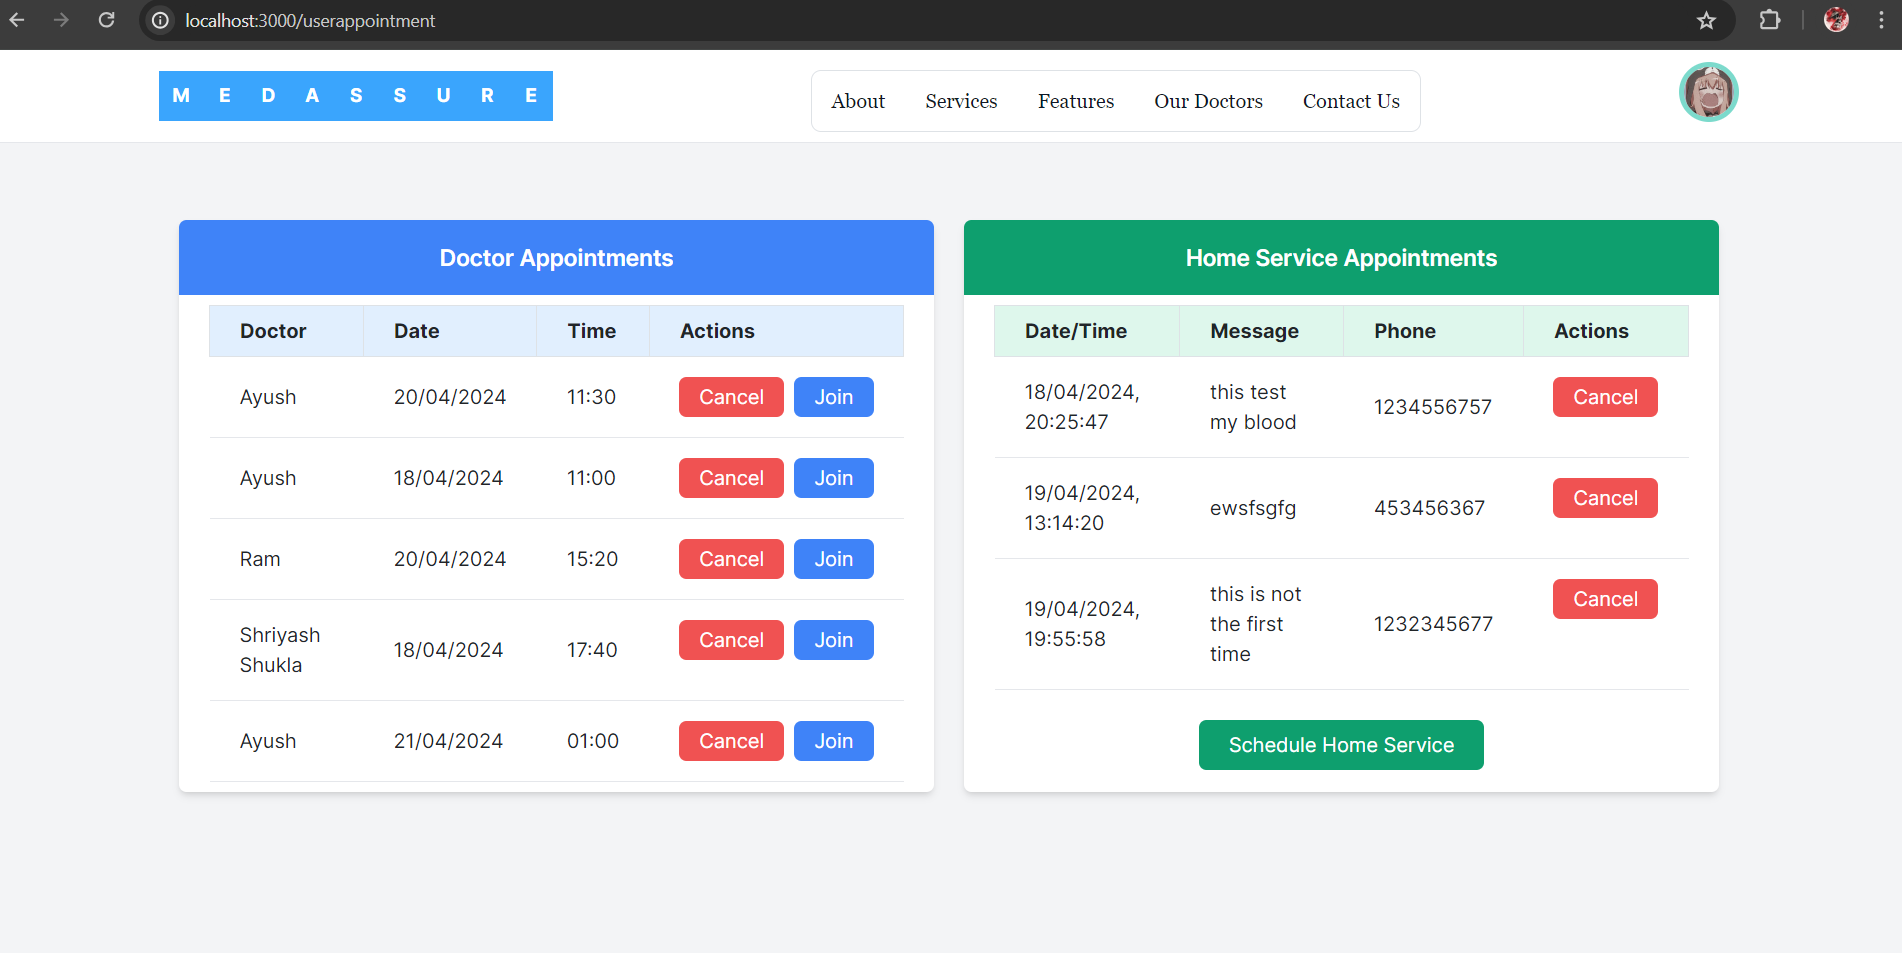 localhost:3000/userappointment
M E D A S S U R E
About Services Features Our Doctors Contact Us
Doctor Appointments
Doctor Date Time Actions
Ayush 20/04/2024 11:30 Cancel Join
Ayush 18/04/2024 11:00 Cancel Join
Ram 20/04/2024 15:20 Cancel Join
Shriyash
Shukla 18/04/2024 17:40 Cancel Join
Ayush 21/04/2024 01:00 Cancel Join
Home Service Appointments
Date/Time Message Phone Actions
18/04/2024, this test
20:25:47 my blood 1234556757 Cancel
19/04/2024,
13:14:20 ewsfsgfg 453456367 Cancel
19/04/2024, this is not
19:55:58 the first 1232345677 Cancel
time
Schedule Home Service